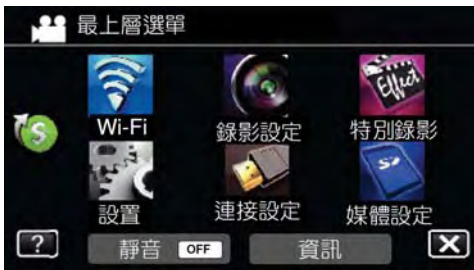 最上層選單
S
Effect
Wi-Fi
錄影設定
特別錄影
設置
連接設定
媒體設定
?
靜音 OFF
資訊
X